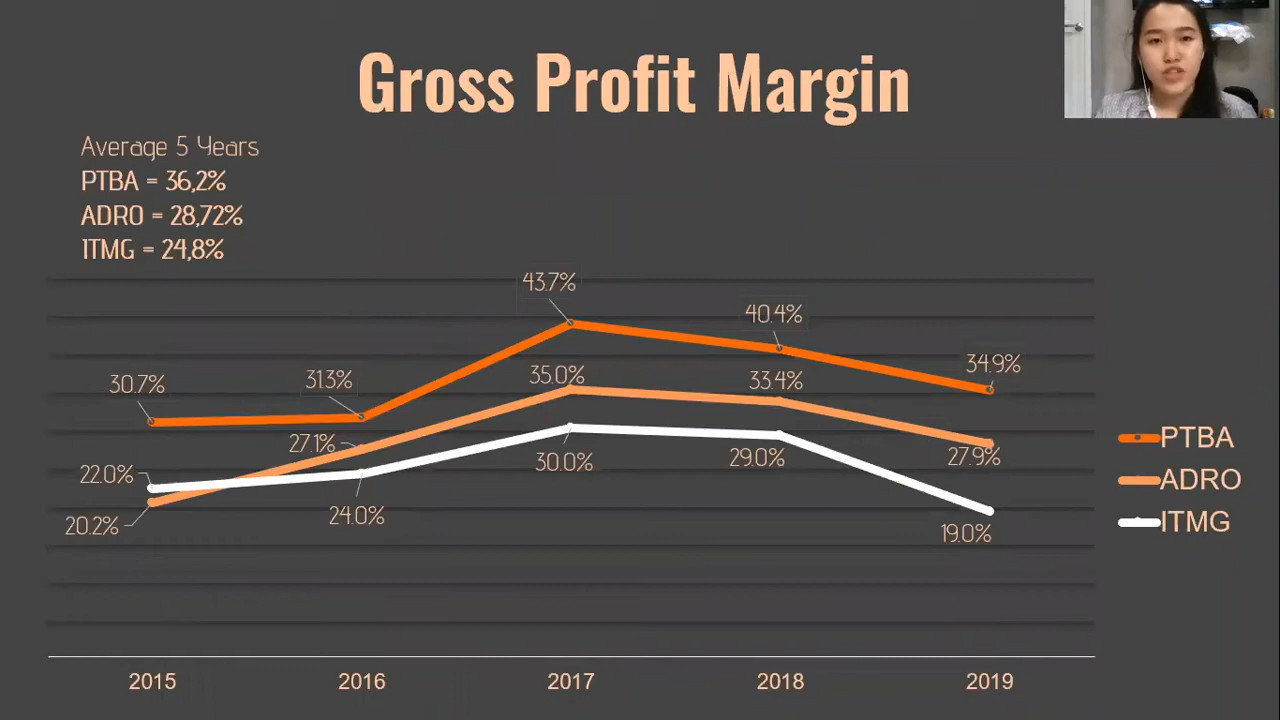 Gross Profit Margin
Average 5 Years
PTBA = 36,2%
ADRO = 28,72%
ITMG = 24,8%
43.7%
40.4%
34.9%
30.7%
31.3%
35.0%
33.4%
27.1%
27.9%
22.0%
30.0%
29.0%
20.2%
24.0%
19.0%
PTBA
ADRO
ITMG
2015 2016 2017 2018 2019